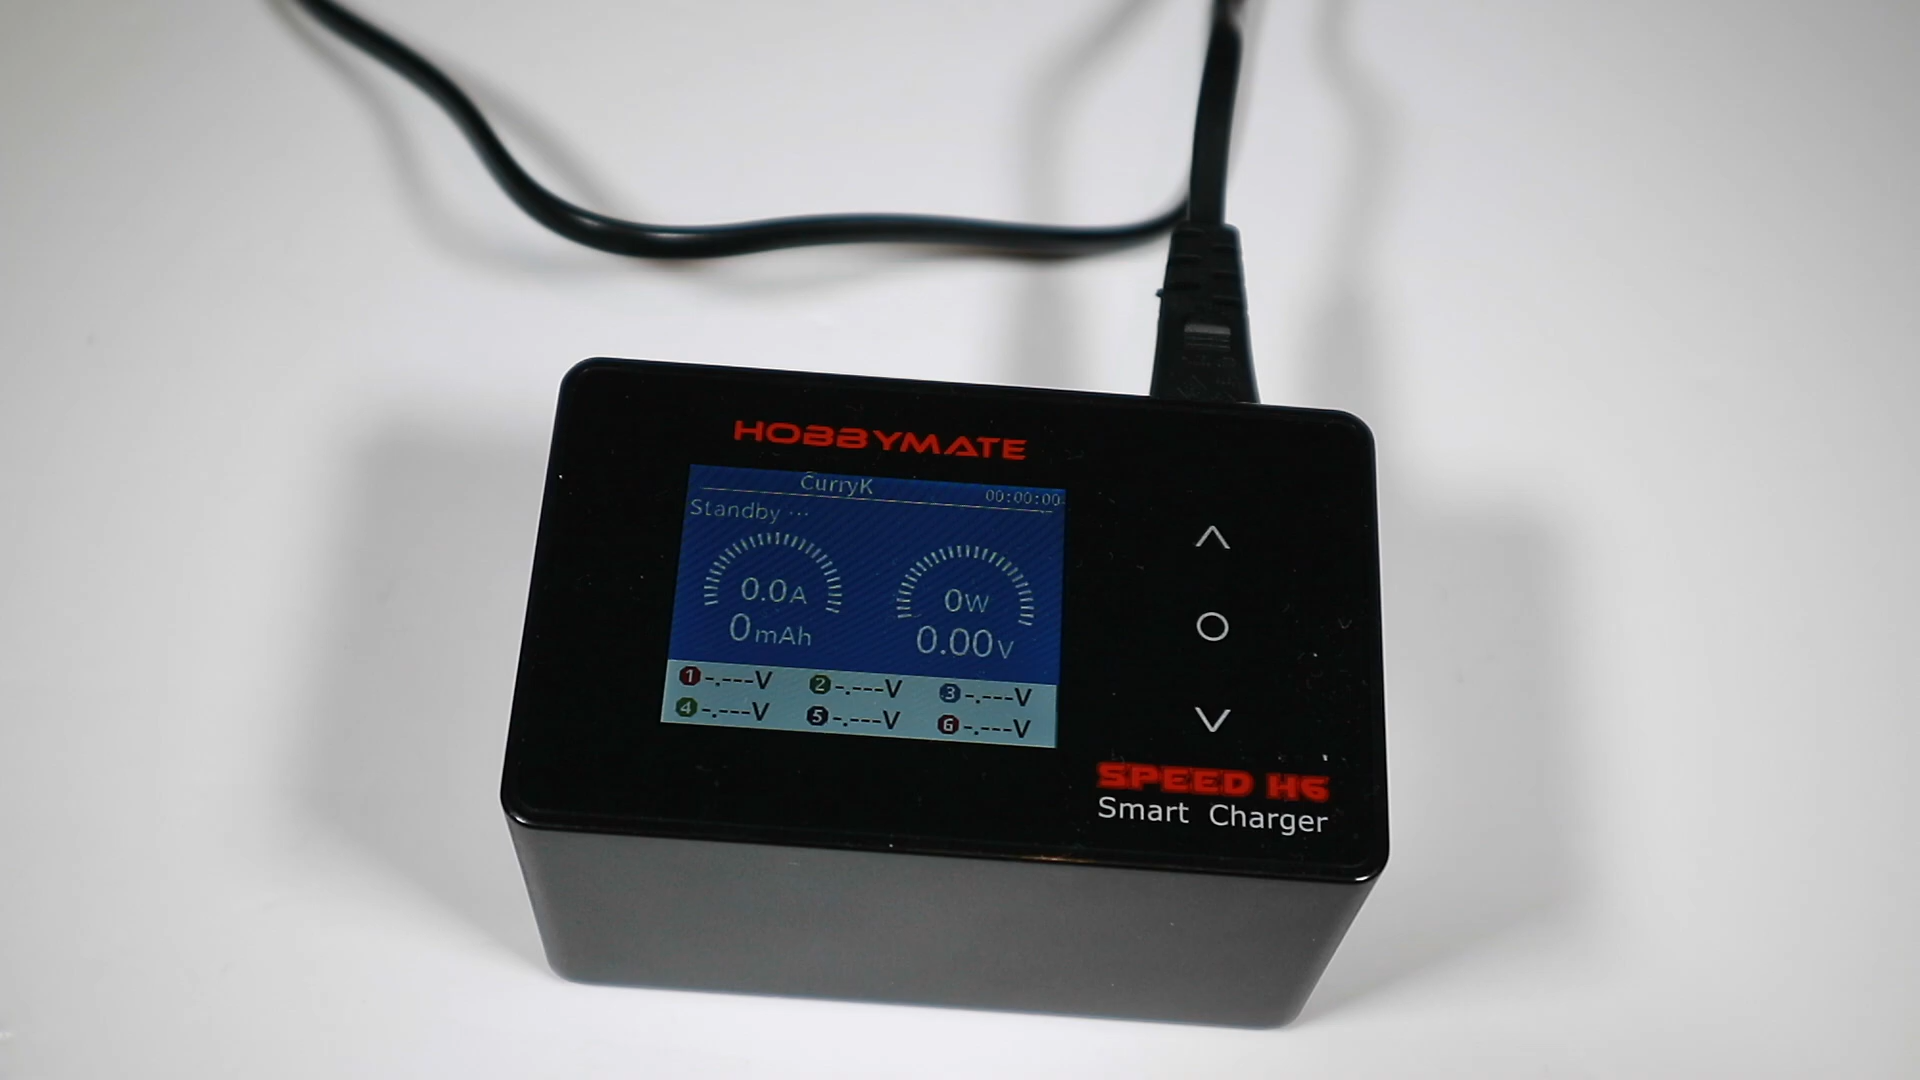 HOBBYMATE
CurryK 00:00:00
Standby ···
0.0A 0W
0mAh 0.00V
1 -.---V 2 -.---V 3 -.---V
4 -.---V 5 -.---V 6 -.---V
SPEED H6
Smart Charger